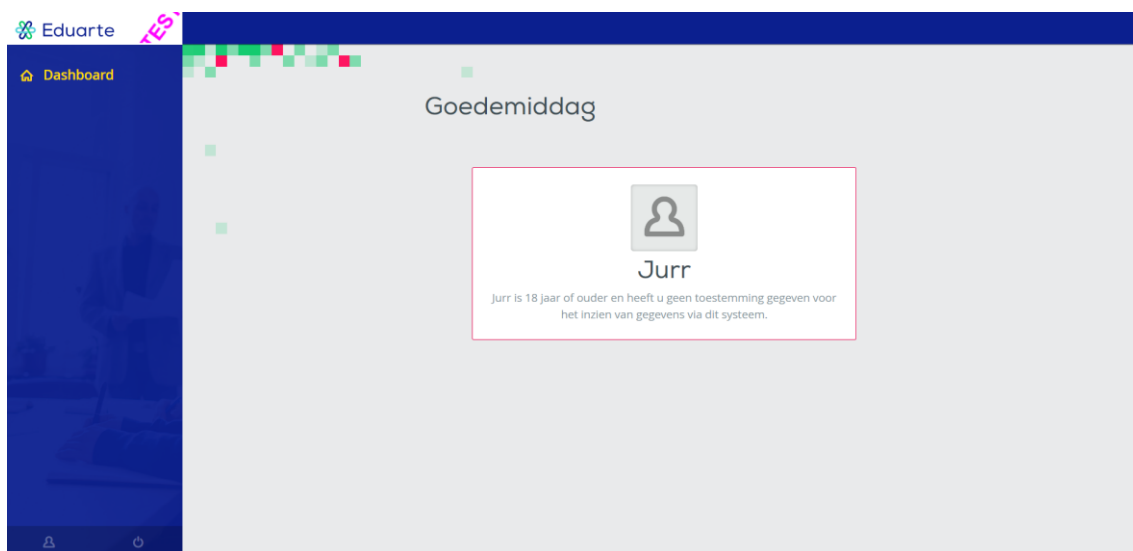 Eduarte
TEST
Dashboard
Goedemiddag
Jurr
Jurr is 18 jaar of ouder en heeft u geen toestemming gegeven voor
het inzien van gegevens via dit systeem.